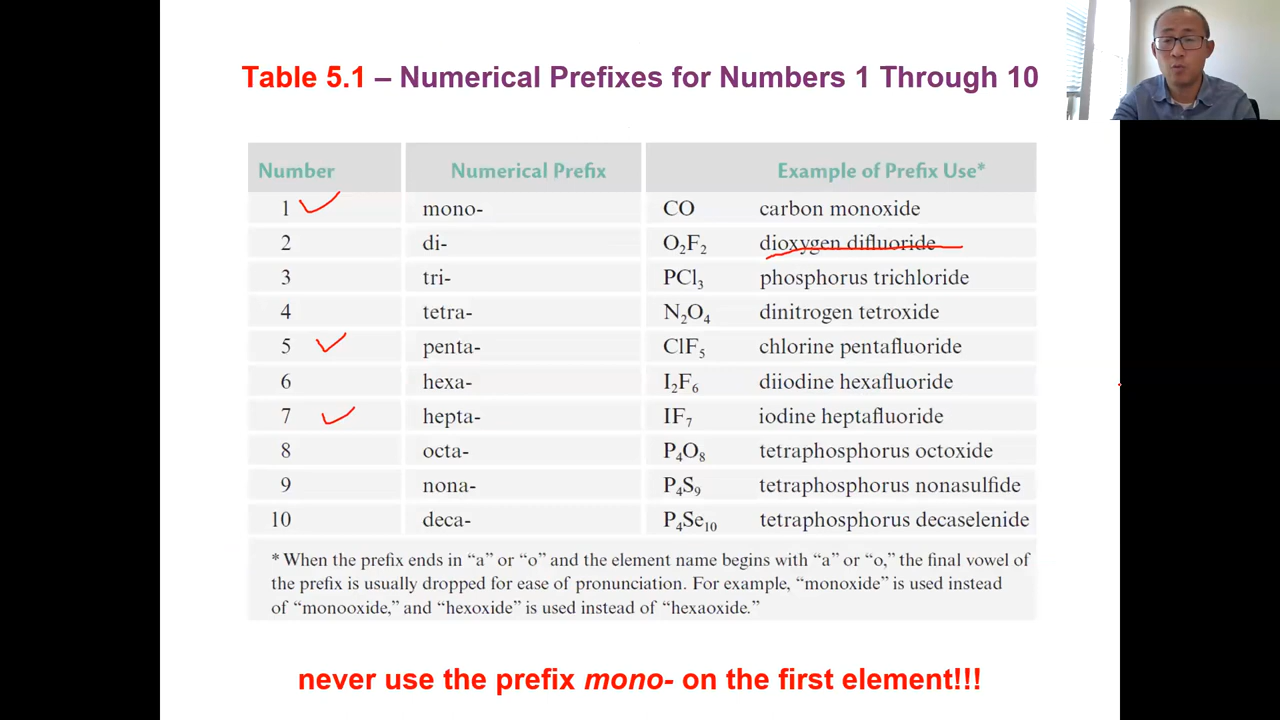 Table 5.1 – Numerical Prefixes for Numbers 1 Through 10
Number Numerical Prefix Example of Prefix Use*
1 mono- CO carbon monoxide
2 di- O₂F₂ dioxygen difluoride
3 tri- PCl₃ phosphorus trichloride
4 tetra- N₂O₄ dinitrogen tetroxide
5 penta- ClF₅ chlorine pentafluoride
6 hexa- I₂F₆ diiodine hexafluoride
7 hepta- IF₇ iodine heptafluoride
8 octa- P₄O₈ tetraphosphorus octoxide
9 nona- P₄S₉ tetraphosphorus nonasulfide
10 deca- P₄Se₁₀ tetraphosphorus decaselenide
* When the prefix ends in “a” or “o” and the element name begins with “a” or “o,” the final vowel of
the prefix is usually dropped for ease of pronunciation. For example, “monoxide” is used instead
of “monooxide,” and “hexoxide” is used instead of “hexaoxide.”
never use the prefix mono- on the first element!!!